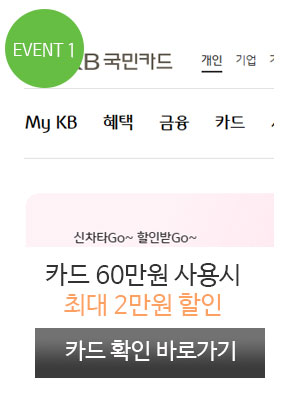 EVENT 1
KB 국민카드
개인 기업
My KB 혜택 금융 카드
신차타Go~ 할인받Go~
카드 60만원 사용시
최대 2만원 할인
카드 확인 바로가기